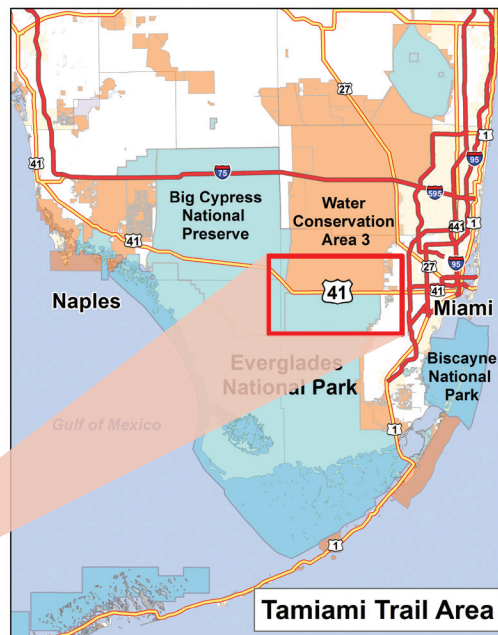 1
27
41
95
75
595
Big Cypress
National
Preserve
Water
Conservation
Area 3
441
1
41
27
95
41
41
Naples
Miami
Everglades
National Park
Biscayne
National
Park
Gulf of Mexico
1
1
Tamiami Trail Area